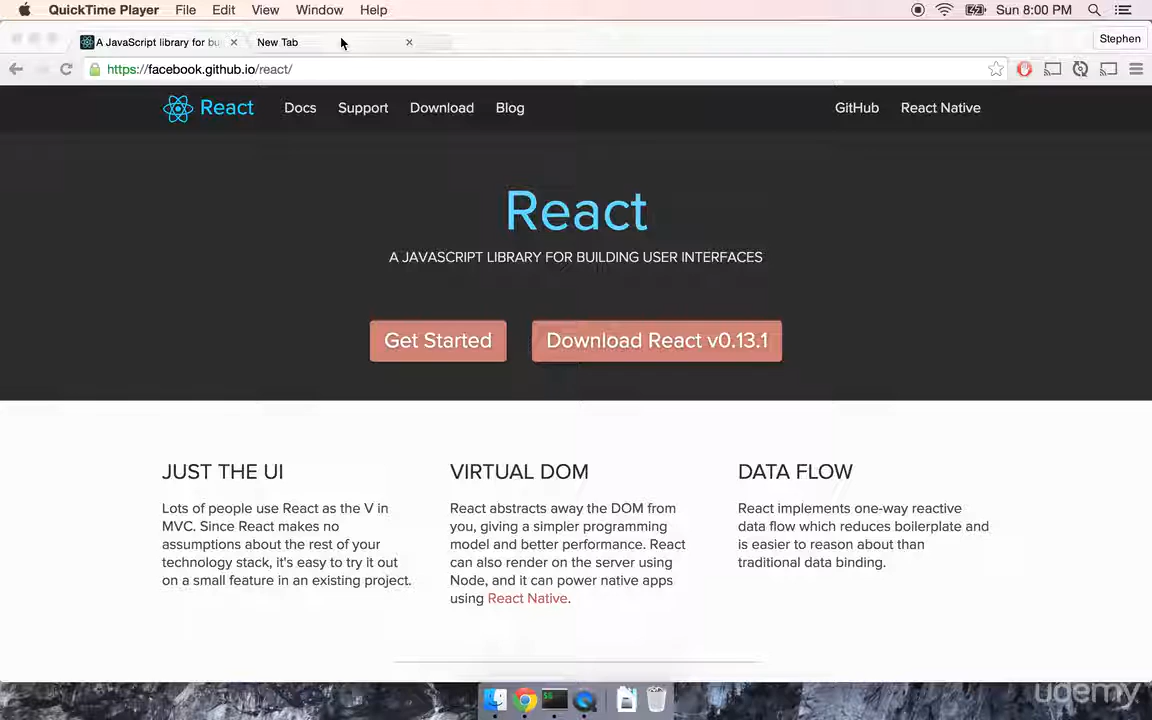 QuickTime Player File Edit View Window Help Sun 8:00 PM
A JavaScript library for bu New Tab Stephen
https://facebook.github.io/react/
React Docs Support Download Blog GitHub React Native
React
A JAVASCRIPT LIBRARY FOR BUILDING USER INTERFACES
Get Started Download React v0.13.1
JUST THE UI
Lots of people use React as the V in
MVC. Since React makes no
assumptions about the rest of your
technology stack, it's easy to try it out
on a small feature in an existing project.
VIRTUAL DOM
React abstracts away the DOM from
you, giving a simpler programming
model and better performance. React
can also render on the server using
Node, and it can power native apps
using React Native.
DATA FLOW
React implements one-way reactive
data flow which reduces boilerplate and
is easier to reason about than
traditional data binding.
udemy